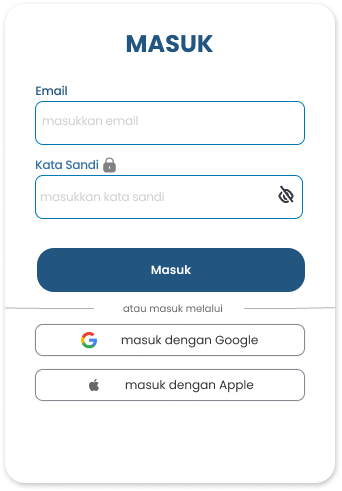 MASUK
Email
masukkan email
Kata Sandi
masukkan kata sandi
Masuk
atau masuk melalui
masuk dengan Google
masuk dengan Apple